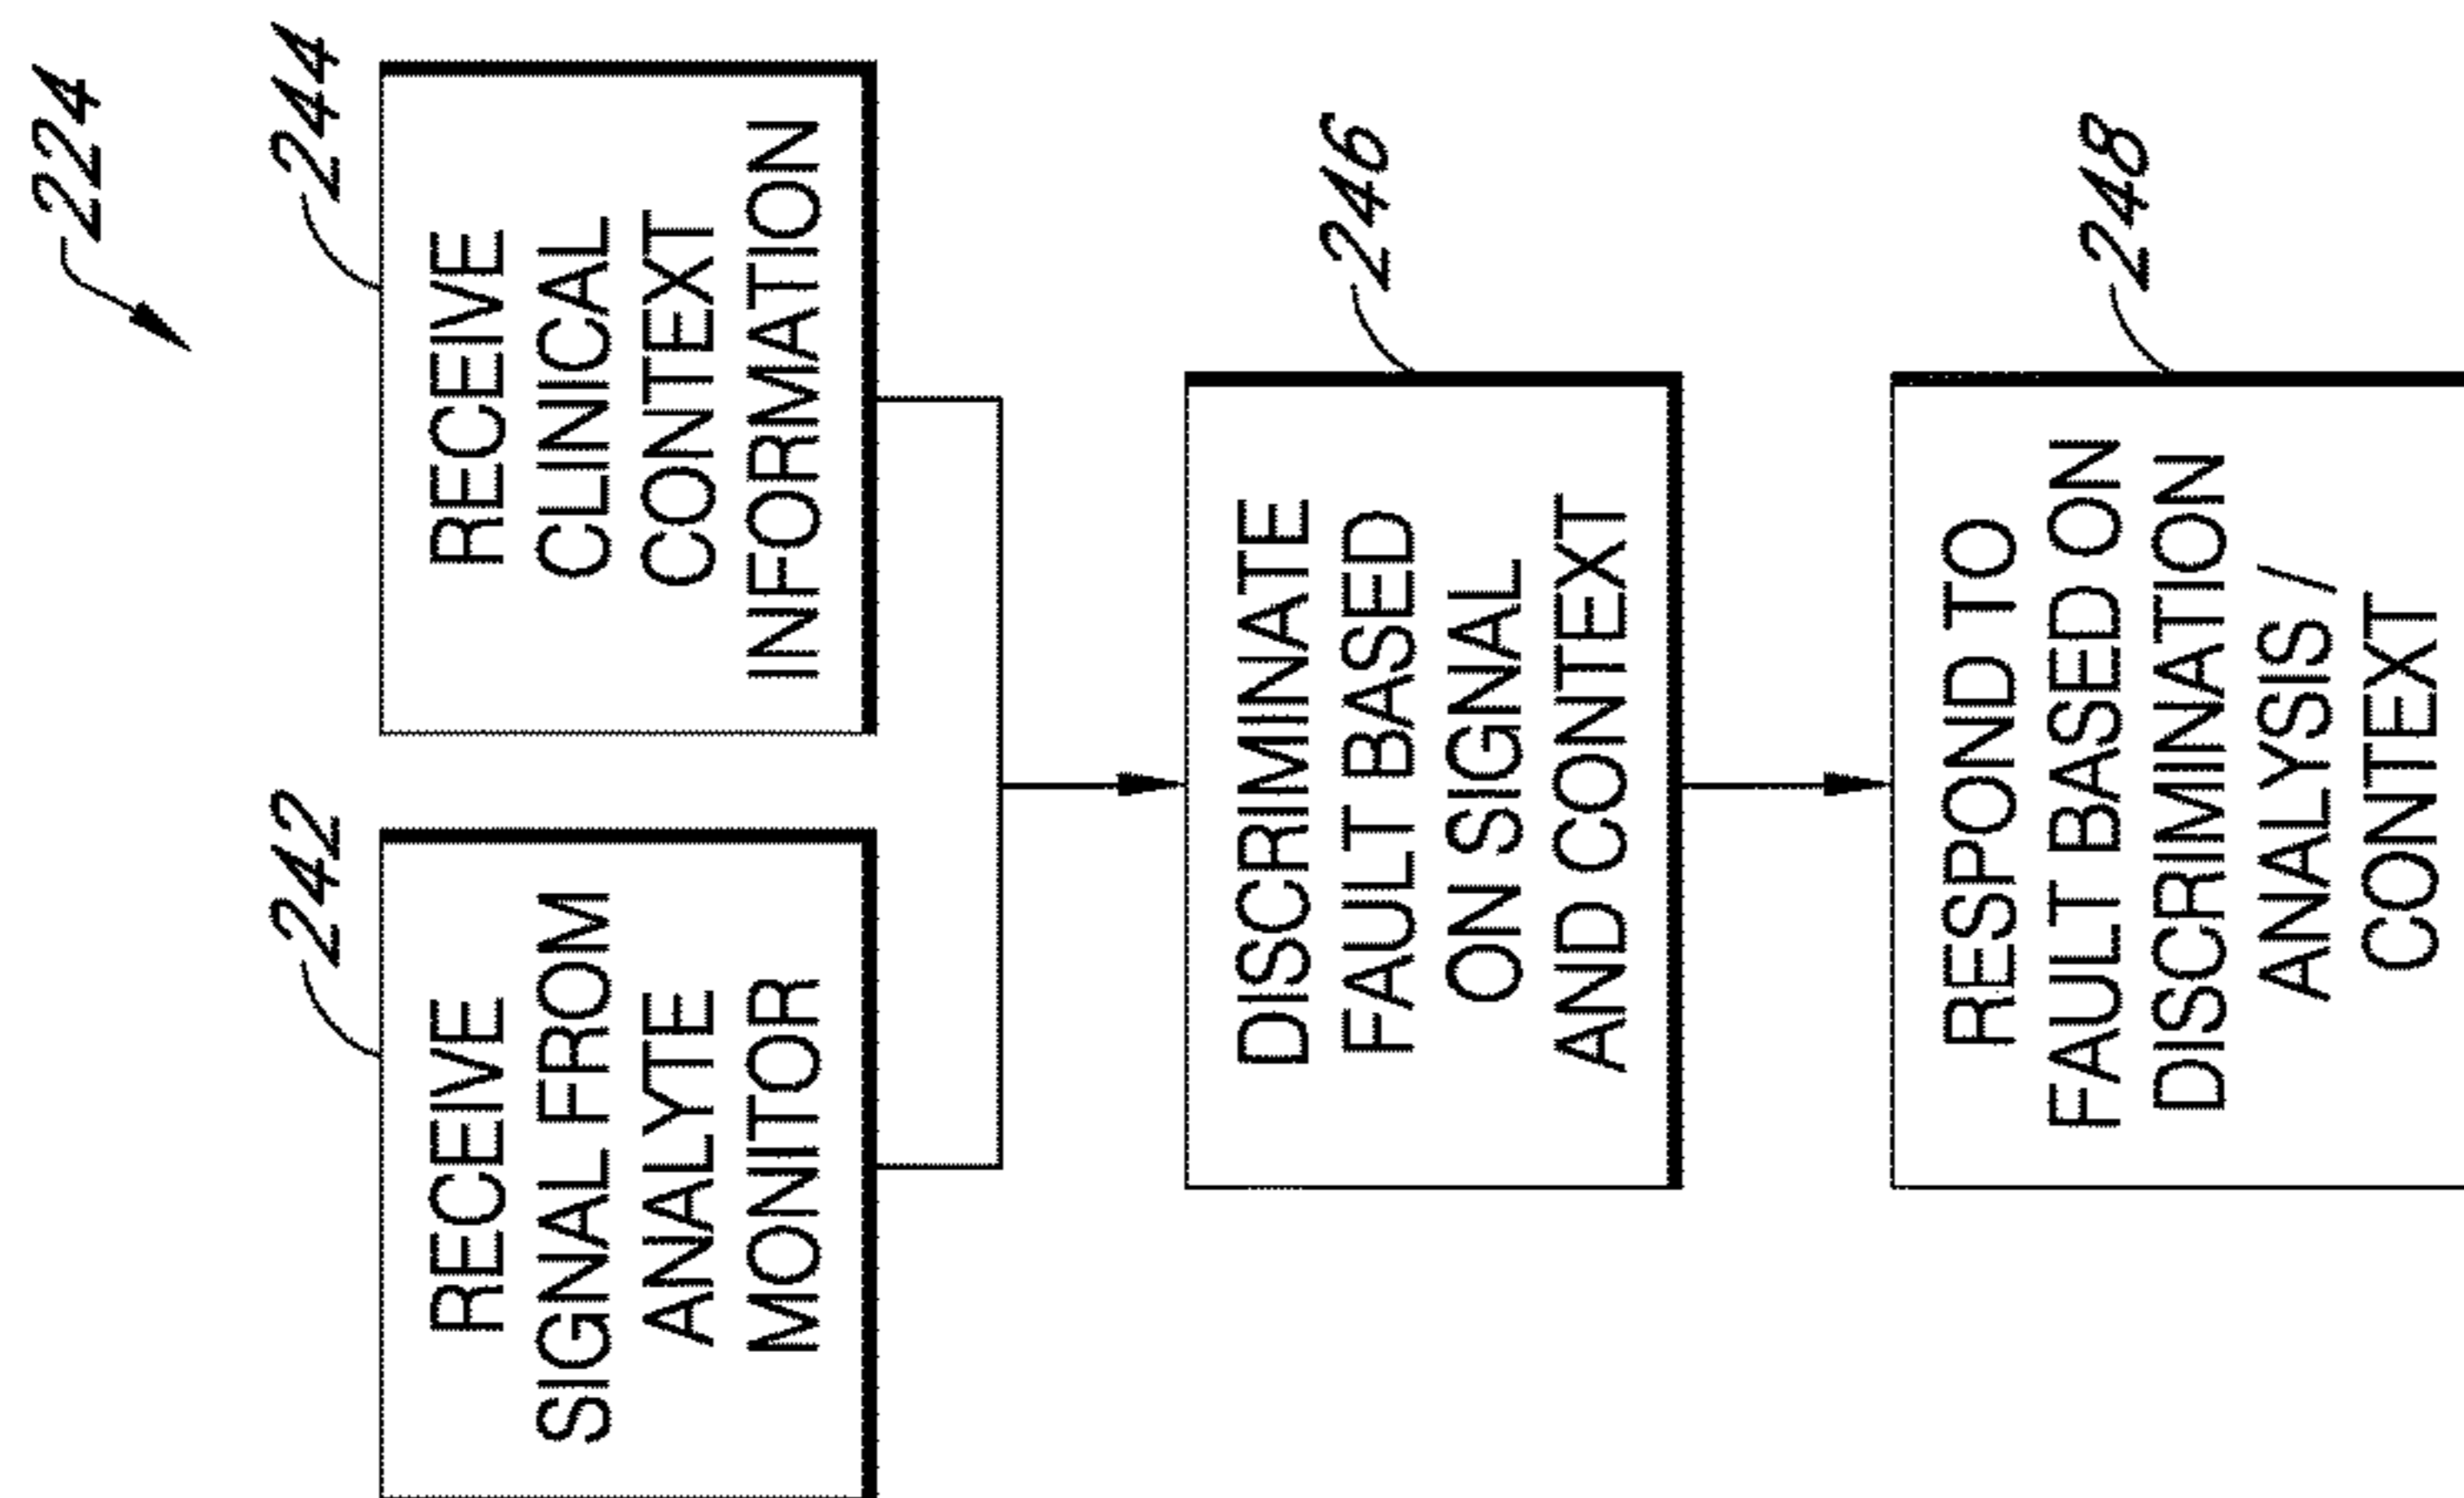 224
242
RECEIVE
SIGNAL FROM
ANALYTE
MONITOR
244
RECEIVE
CLINICAL
CONTEXT
INFORMATION
246
DISCRIMINATE
FAULT BASED
ON SIGNAL
AND CONTEXT
248
RESPOND TO
FAULT BASED ON
DISCRIMINATION
ANALYSIS /
CONTEXT